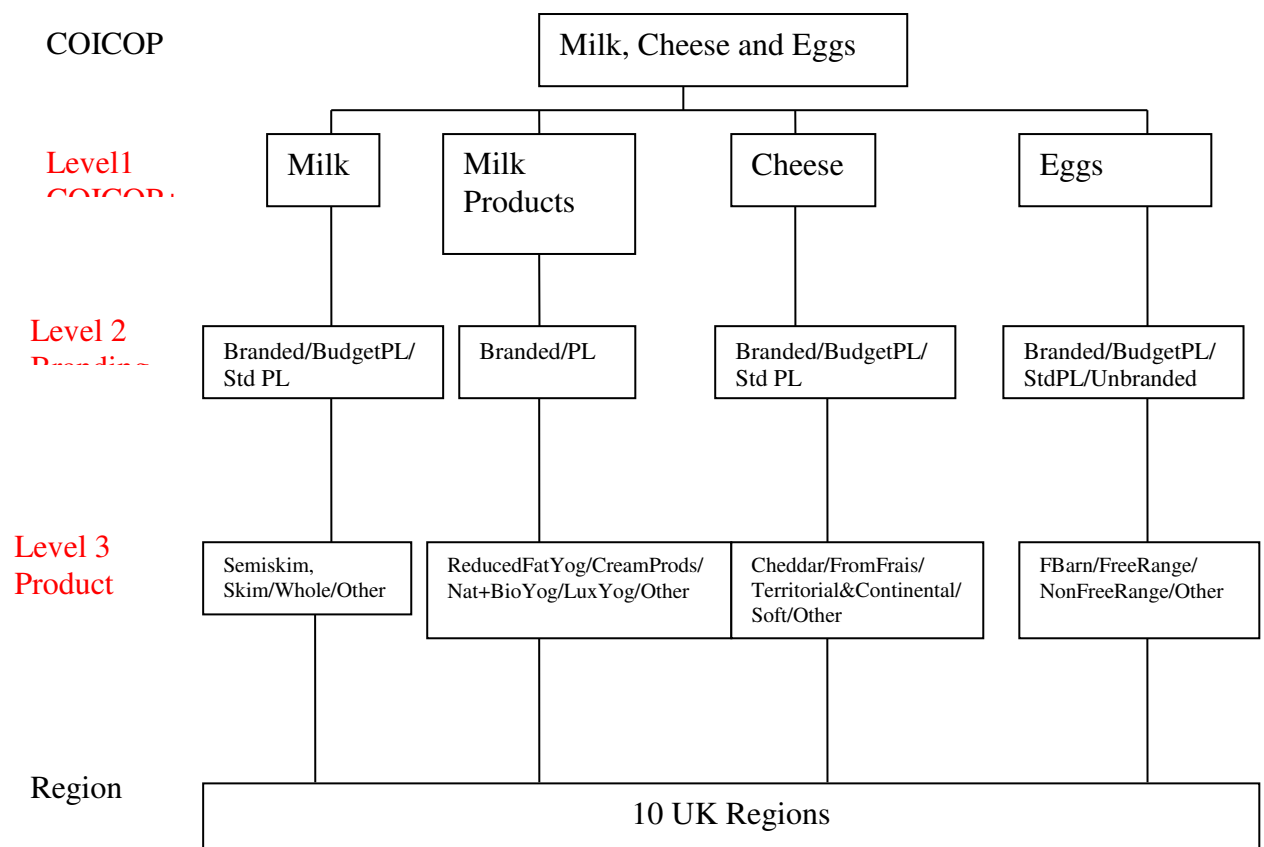 COICOP
Milk, Cheese and Eggs
Level1
Milk
Milk
Products
Cheese
Eggs
Level 2
Branded/BudgetPL/
Std PL
Branded/PL
Branded/BudgetPL/
Std PL
Branded/BudgetPL/
StdPL/Unbranded
Level 3
Product
Semiskim,
Skim/Whole/Other
ReducedFatYog/CreamProds/
Nat+BioYog/LuxYog/Other
Cheddar/FromFrais/
Territorial&Continental/
Soft/Other
FBarn/FreeRange/
NonFreeRange/Other
Region
10 UK Regions